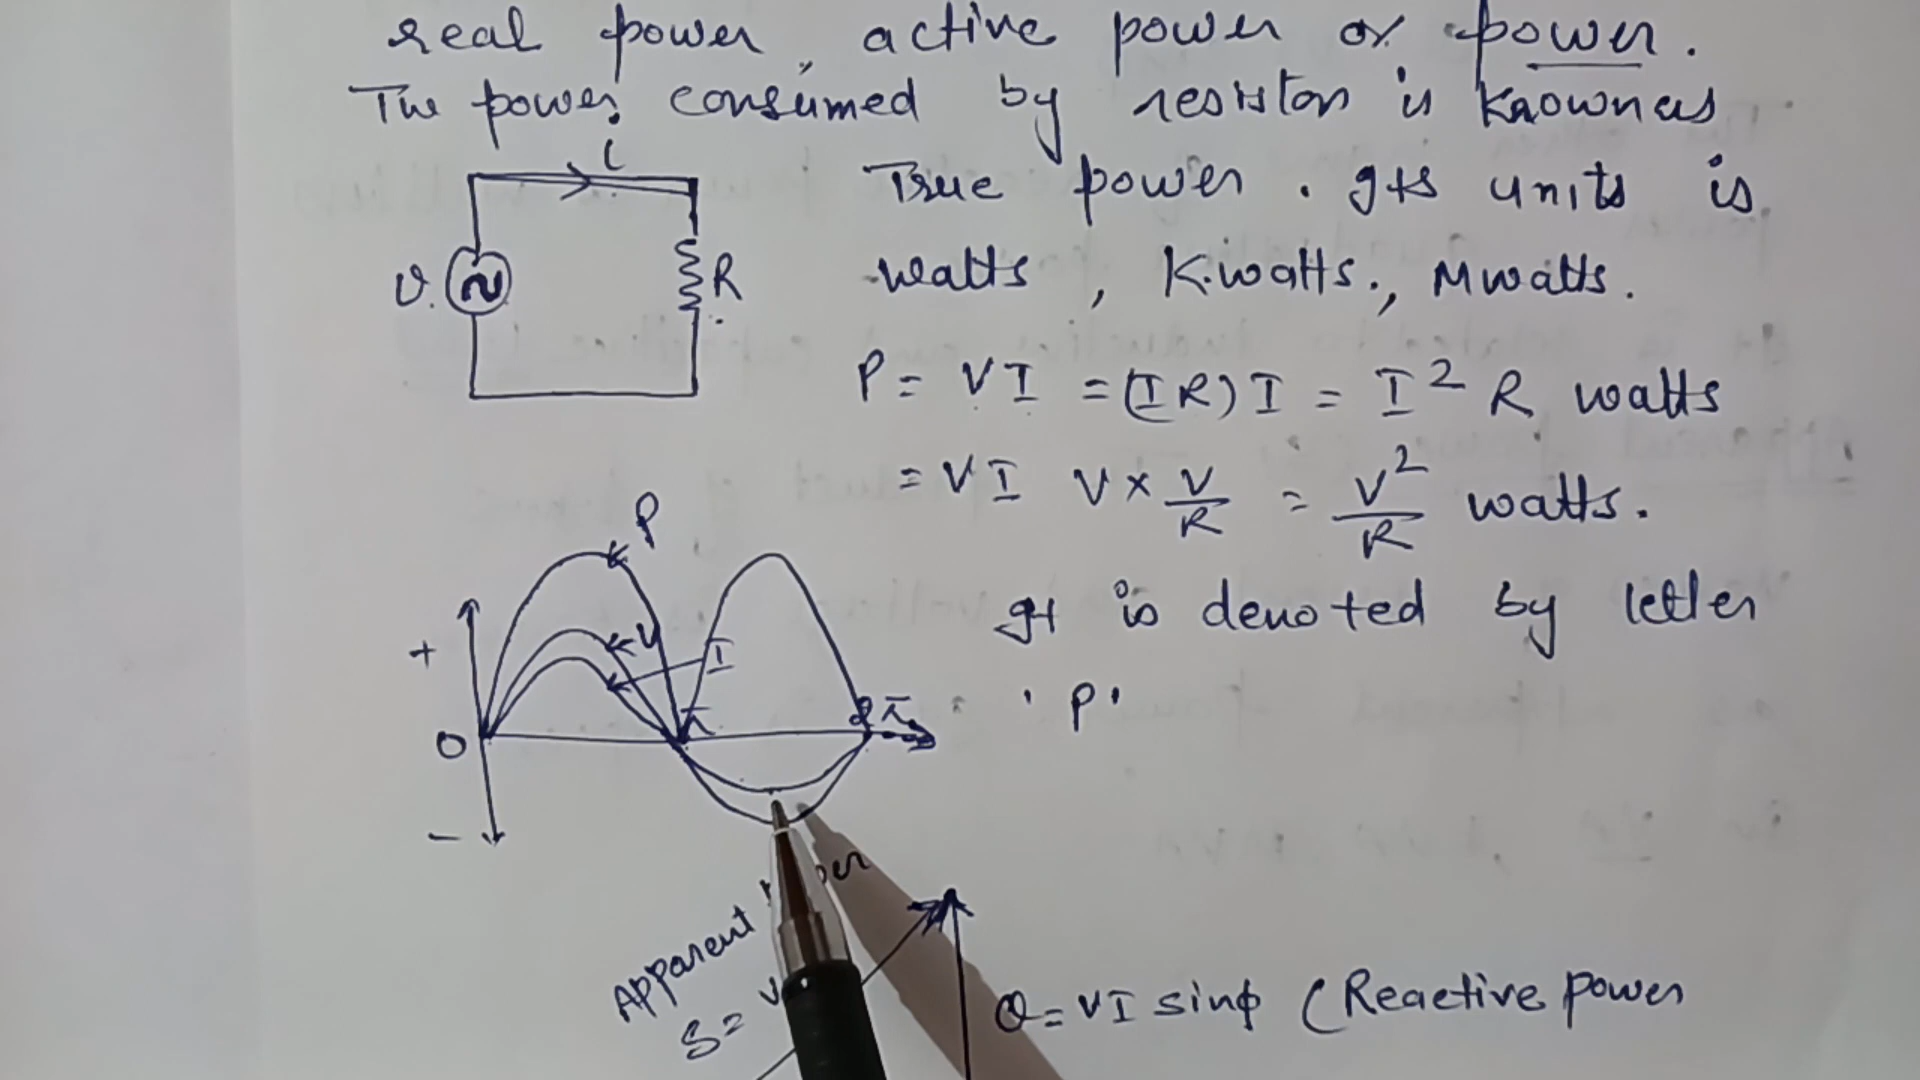 real power, active power or power.
The power consumed by resistor is known as
True power. Its units is
watts, K.watts., Mwatts.
i
V.
R
P = VI = (IR)I = I² R watts
= VI V × V/R = V²/R watts.
It is denoted by letter
'P'
P
V
I
+
0
π
2π
-
Apparent
S =
Q = VI sinϕ (Reactive power